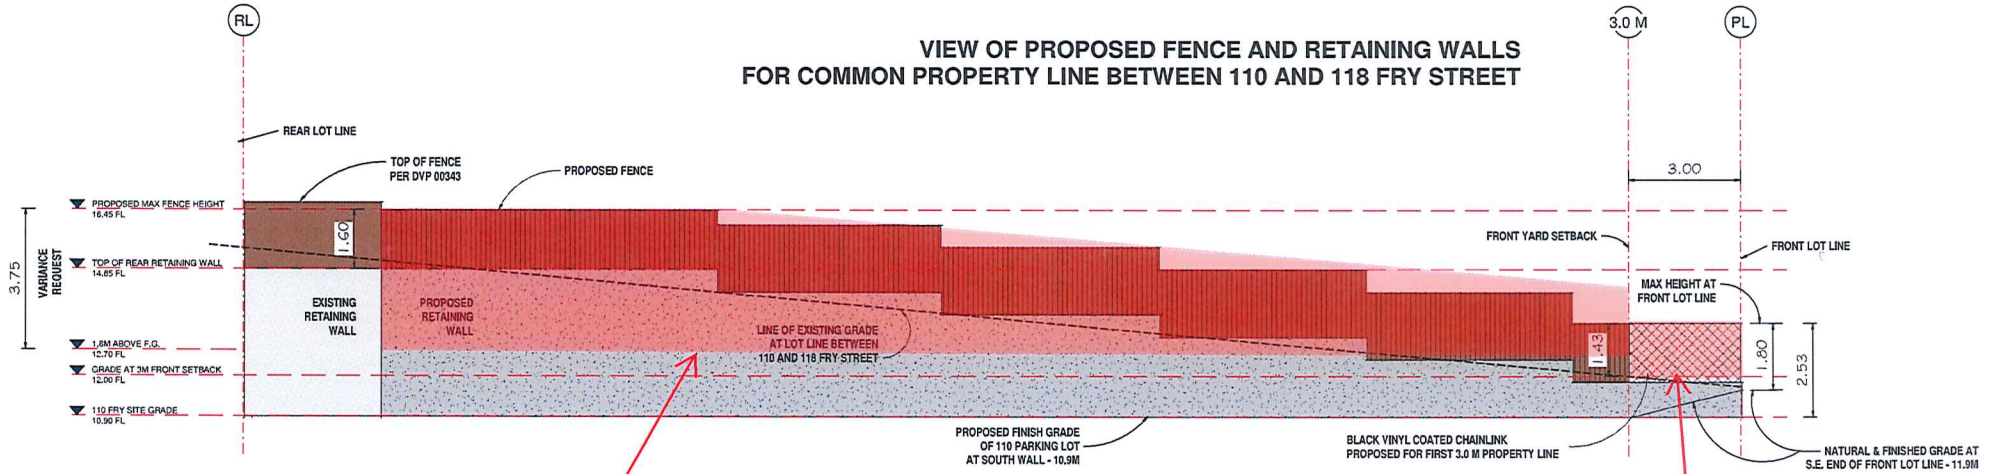 RL
3.0 M
PL
VIEW OF PROPOSED FENCE AND RETAINING WALLS
FOR COMMON PROPERTY LINE BETWEEN 110 AND 118 FRY STREET
REAR LOT LINE
TOP OF FENCE
PER DVP 00343
PROPOSED FENCE
3.00
PROPOSED MAX FENCE HEIGHT
16.45 FL
1.60
FRONT YARD SETBACK
FRONT LOT LINE
TOP OF REAR RETAINING WALL
14.85 FL
3.75
VARIANCE
REQUEST
MAX HEIGHT AT
FRONT LOT LINE
EXISTING
RETAINING
WALL
PROPOSED
RETAINING
WALL
LINE OF EXISTING GRADE
AT LOT LINE BETWEEN
110 AND 118 FRY STREET
1.8M ABOVE F.G.
12.70 FL
1.43
1.80
2.53
GRADE AT 3M FRONT SETBACK
12.00 FL
110 FRY SITE GRADE
10.90 FL
PROPOSED FINISH GRADE
OF 110 PARKING LOT
AT SOUTH WALL - 10.9M
BLACK VINYL COATED CHAINLINK
PROPOSED FOR FIRST 3.0 M PROPERTY LINE
NATURAL & FINISHED GRADE AT
S.E. END OF FRONT LOT LINE - 11.9M